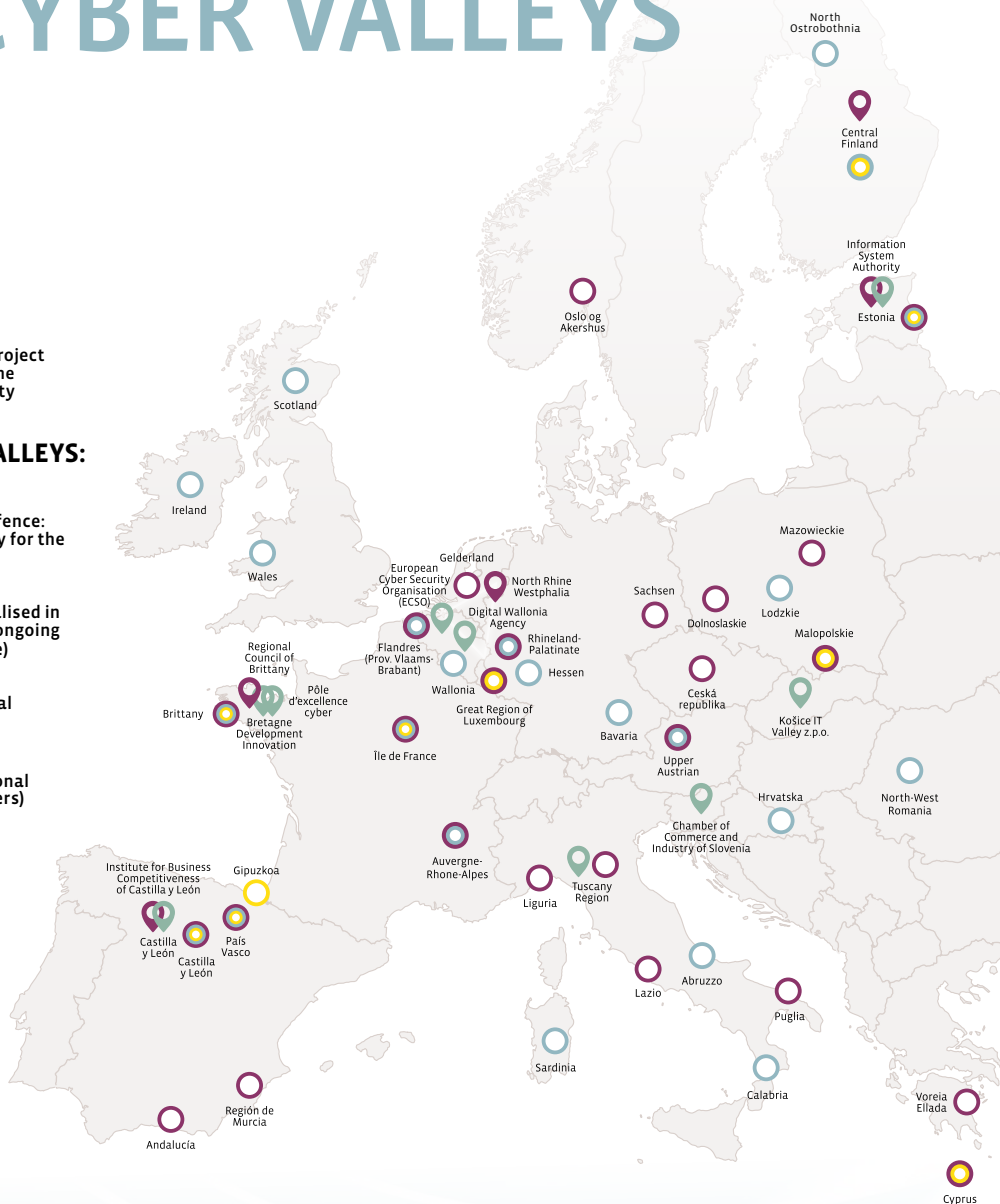 CYBER VALLEYS
North
Ostrobothnia
Central
Finland
Information
System
Authority
Estonia
Oslo og
Akershus
roject
ne
ty
Scotland
ALLEYS:
Ireland
fence:
y for the
Wales
alised in
ongoing
e)
al
onal
ers)
Mazowieckie
Gelderland
European
Cyber Security
Organisation
(ECSO)
North Rhine
Westphalia
Sachsen
Dolnoslaskie
Lodzkie
Digital Wallonia
Agency
Malopolskie
Flandres
(Prov. Vlaams-
Brabant)
Rhineland-
Palatinate
Regional
Council of
Brittany
Wallonia
Hessen
Česká
republika
Great Region of
Luxembourg
Pôle
d'excellence
cyber
Brittany
Bretagne
Development
Innovation
Košice IT
Valley z.p.o.
Bavaria
Île de France
Upper
Austrian
North-West
Romania
Hrvatska
Chamber of
Commerce and
Industry of Slovenia
Auvergne-
Rhone-Alpes
Institute for Business
Competitiveness
of Castilla y León
Gipuzkoa
Tuscany
Region
Liguria
Castilla
y León
País
Vasco
Castilla
y León
Lazio
Abruzzo
Puglia
Sardinia
Calabria
Región de
Murcia
Voreia
Ellada
Andalucía
Cyprus